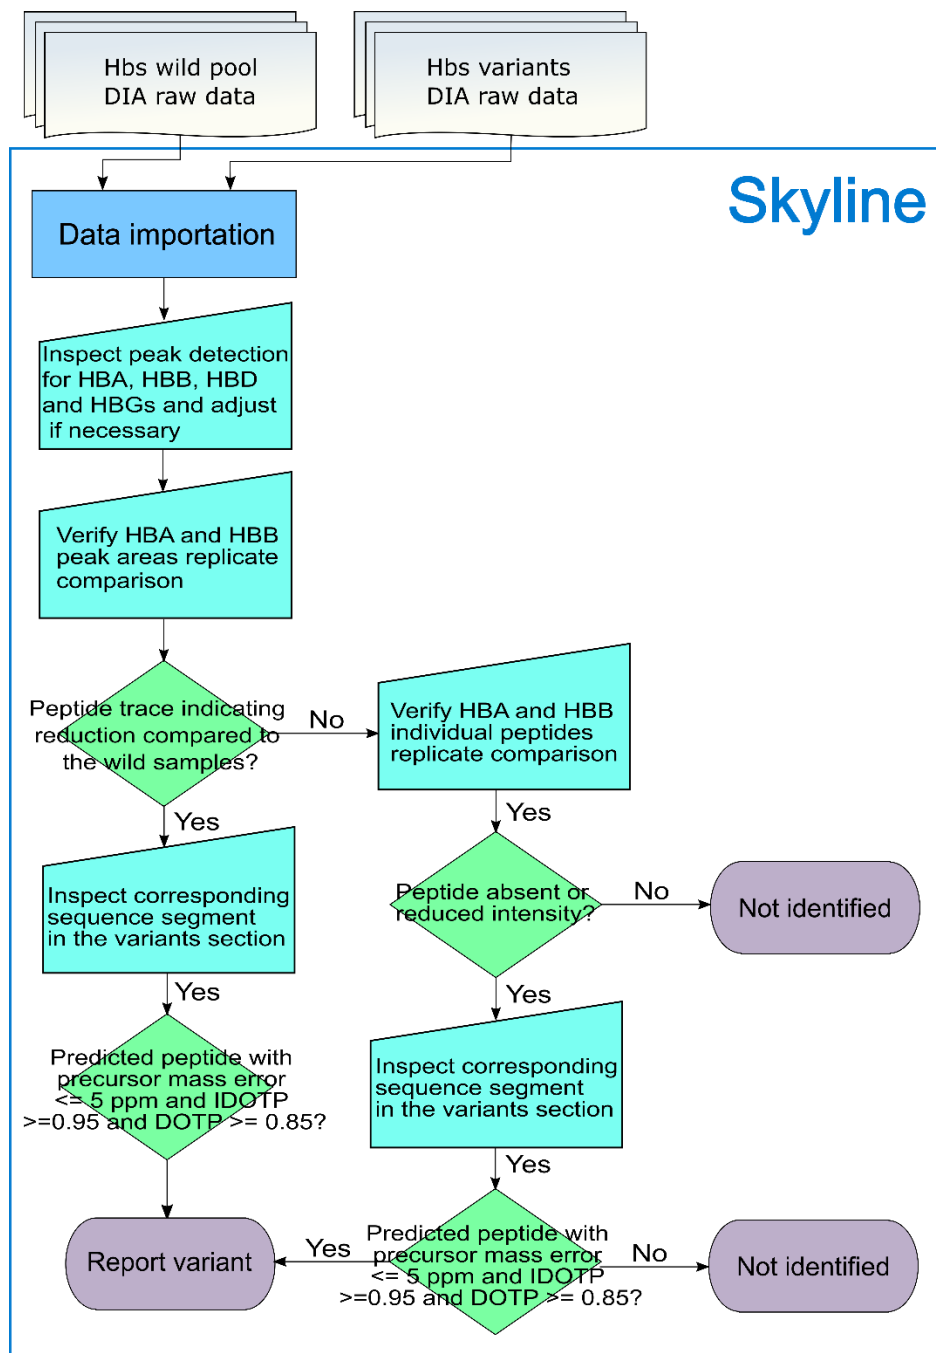 Hbs wild pool
DIA raw data
Hbs variants
DIA raw data
Skyline
Data importation
Inspect peak detection
for HBA, HBB, HBD
and HBGs and adjust
if necessary
Verify HBA and HBB
peak areas replicate
comparison
Peptide trace indicating
reduction compared to
the wild samples?
No
Verify HBA and HBB
individual peptides
replicate comparison
Yes
Yes
Inspect corresponding
sequence segment
in the variants section
Peptide absent or
reduced intensity?
No
Not identified
Yes
Yes
Predicted peptide with
precursor mass error
<= 5 ppm and IDOTP
>=0.95 and DOTP >= 0.85?
Inspect corresponding
sequence segment
in the variants section
Yes
Report variant
Yes
Predicted peptide with
precursor mass error
<= 5 ppm and IDOTP
>=0.95 and DOTP >= 0.85?
No
Not identified